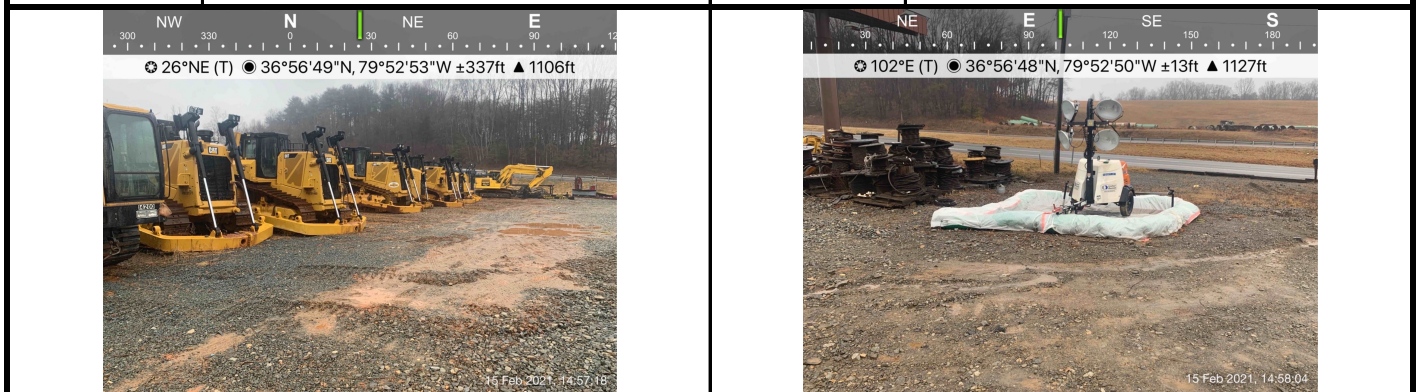 NW N NE E
300 330 0 30 60 90 12
26°NE (T) 36°56'49"N, 79°52'53"W ±337ft ▲ 1106ft
CAT
15 Feb 2021, 14:57:18
NE E SE S
30 60 90 120 150 180
102°E (T) 36°56'48"N, 79°52'50"W ±13ft ▲ 1127ft
15 Feb 2021, 14:58:04